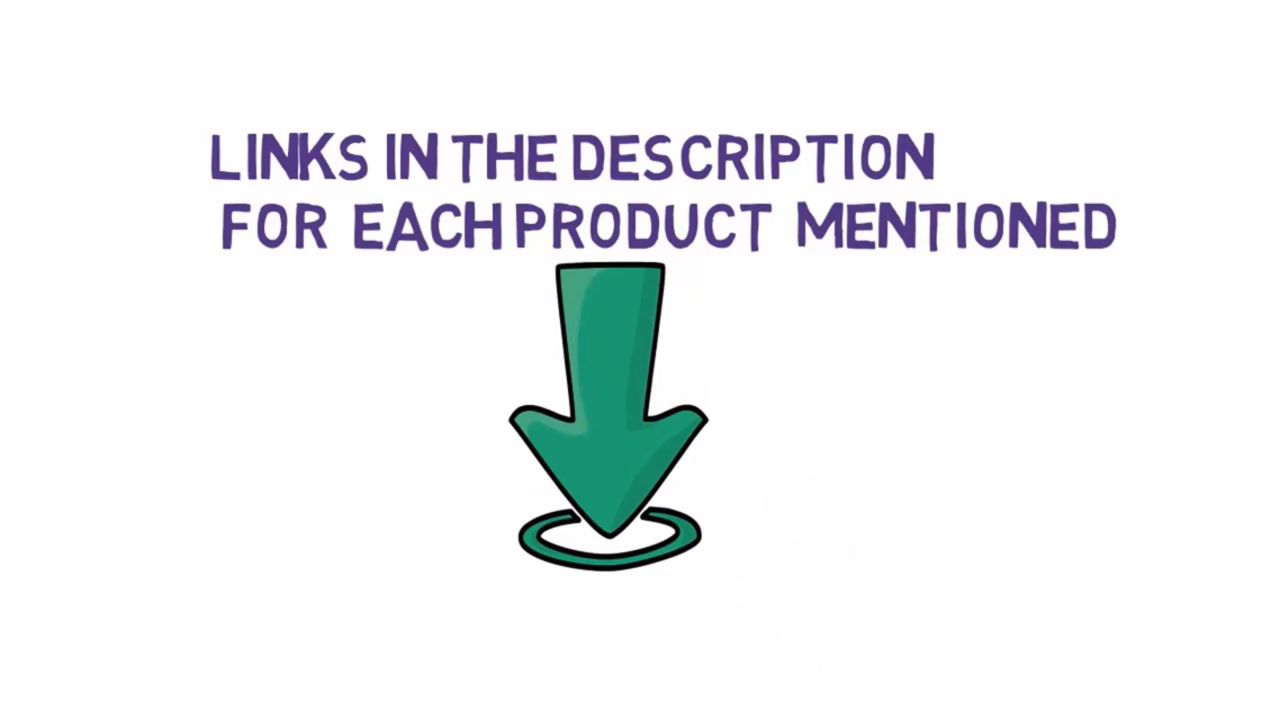 LINKS IN THE DESCRIPTION
FOR EACH PRODUCT MENTIONED